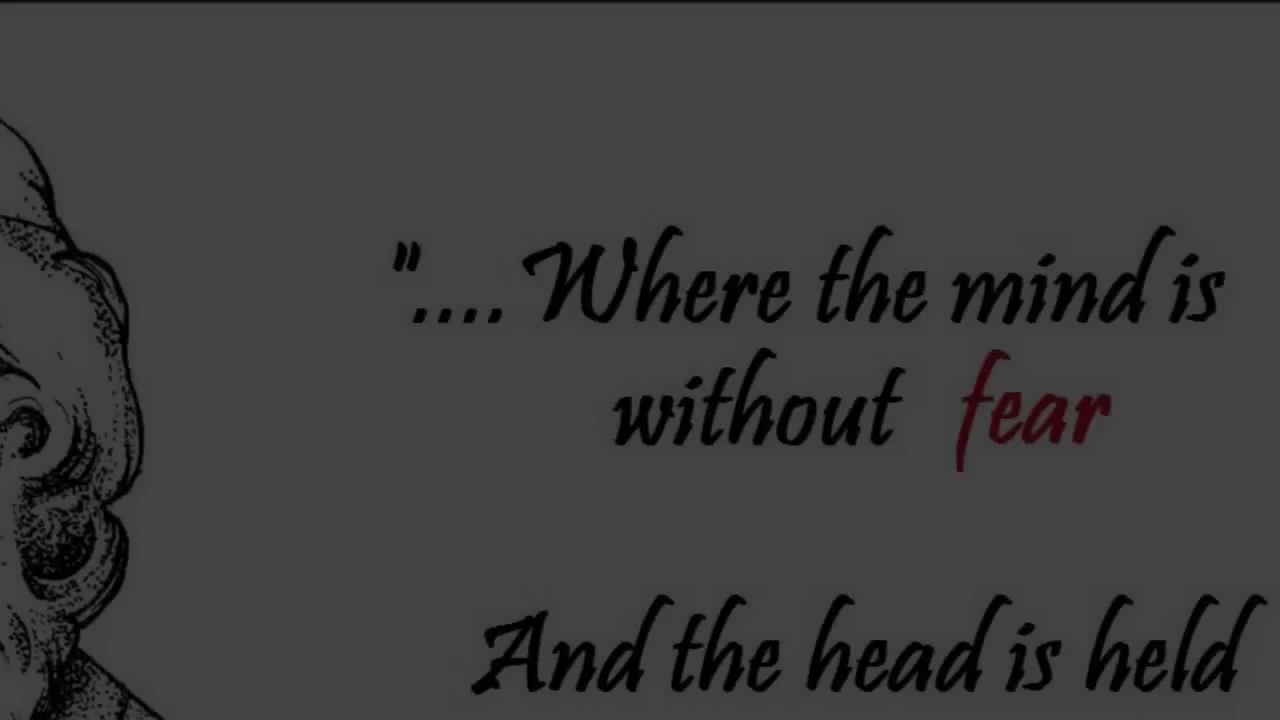 ".... Where the mind is
without fear
And the head is held